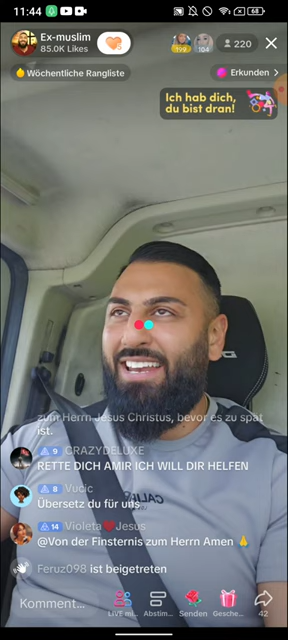 11:44
68
Ex-muslim
85.0K Likes
199
104
220
Wöchentliche Rangliste
Erkunden >
Ich hab dich,
du bist dran!
zum Herrn Jesus Christus, bevor es zu spät
ist.
9 CRAZYDELUXE
RETTE DICH AMIR ICH WILL DIR HELFEN
8 Vucic
Übersetz du für uns
14 Violeta❤️Jesus
@Von der Finsternis zum Herrn Amen 🙏
Feruz098 ist beigetreten
Kommentar...
LIVE mi...
Abstim...
Senden
Gesche...
42